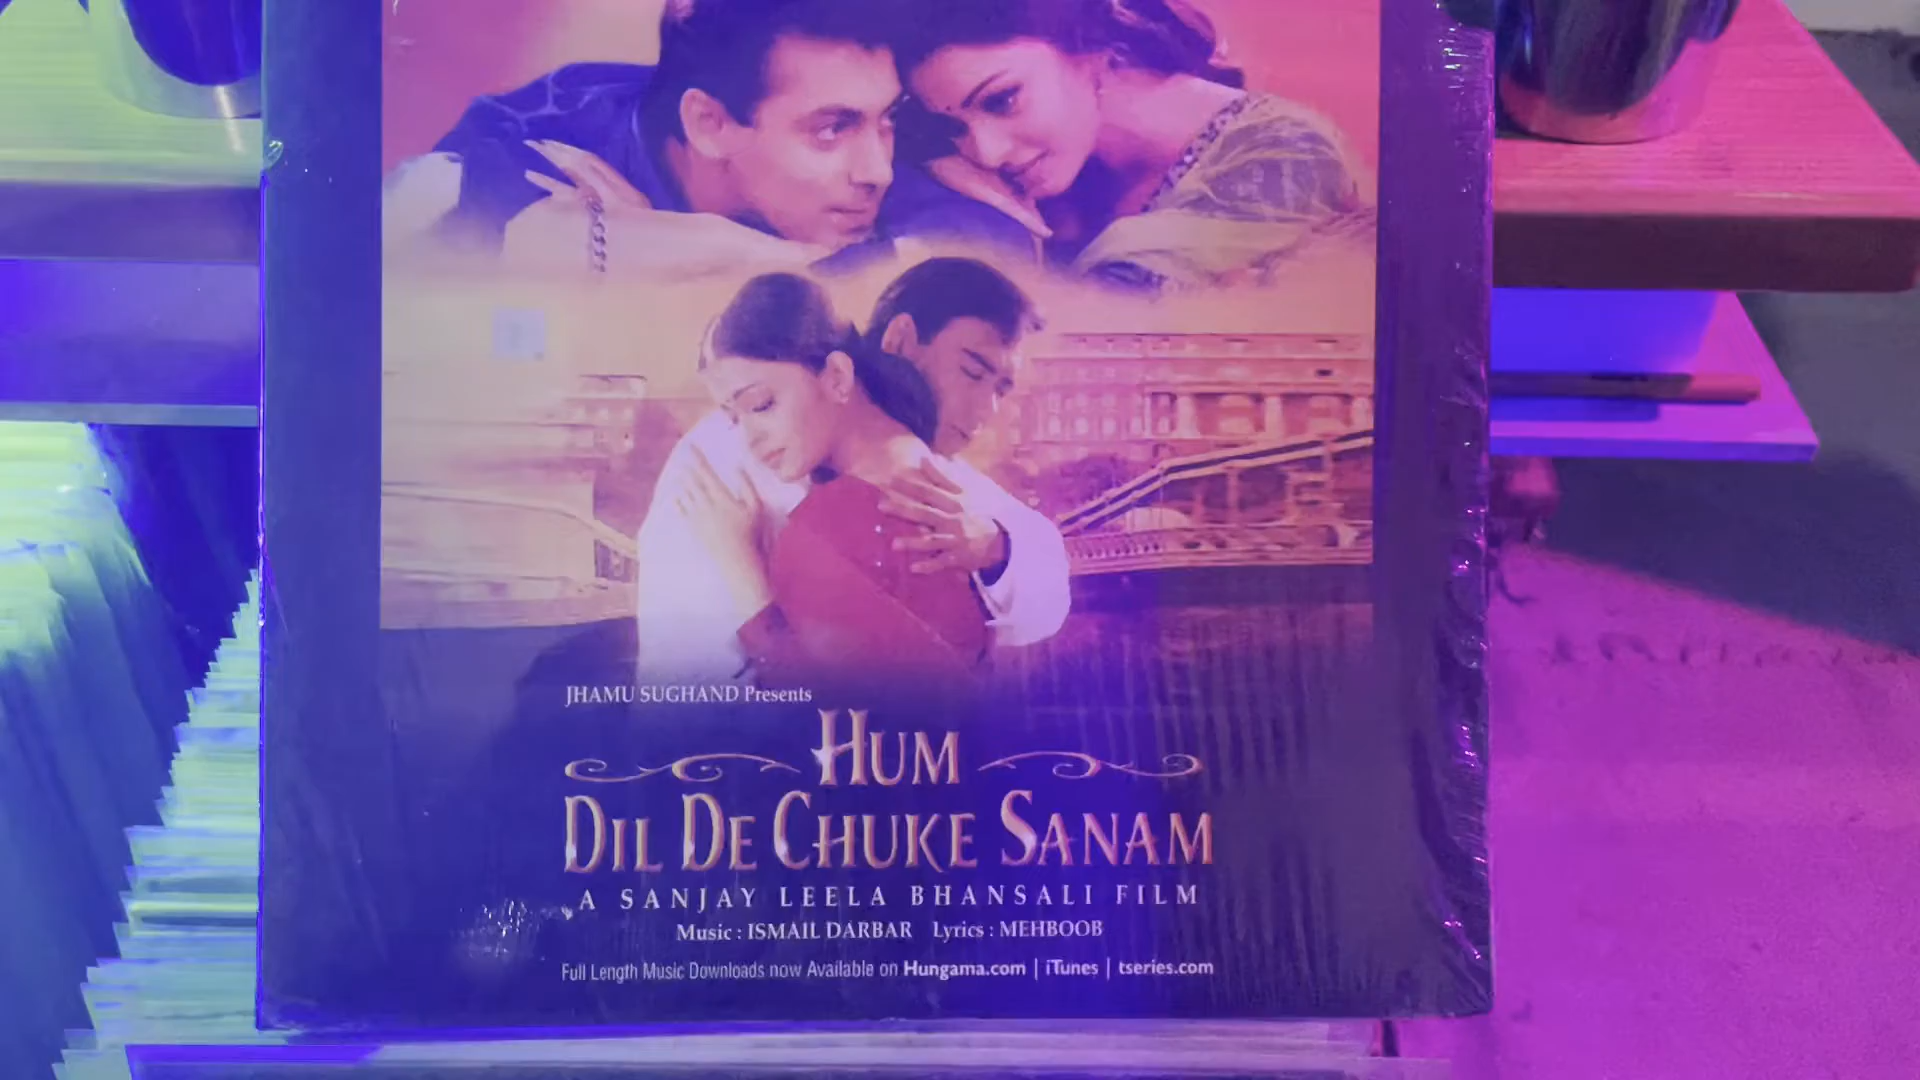 JHAMU SUGHAND Presents
HUM
DIL DE CHUKE SANAM
A SANJAY LEELA BHANSALI FILM
Music : ISMAIL DARBAR Lyrics : MEHBOOB
Full Length Music Downloads now Available on Hungama.com | iTunes | tseries.com